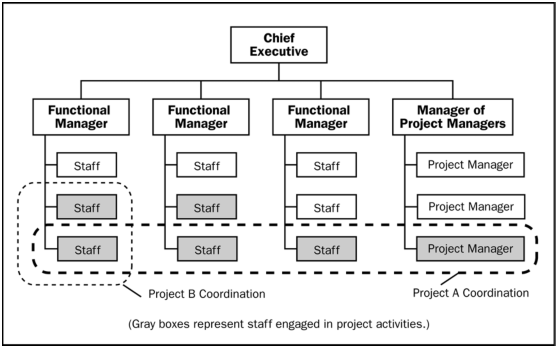 Chief
Executive
Functional
Manager
Functional
Manager
Functional
Manager
Manager of
Project Managers
Staff
Staff
Staff
Project Manager
Staff
Staff
Staff
Project Manager
Staff
Staff
Staff
Project Manager
Project B Coordination
Project A Coordination
(Gray boxes represent staff engaged in project activities.)